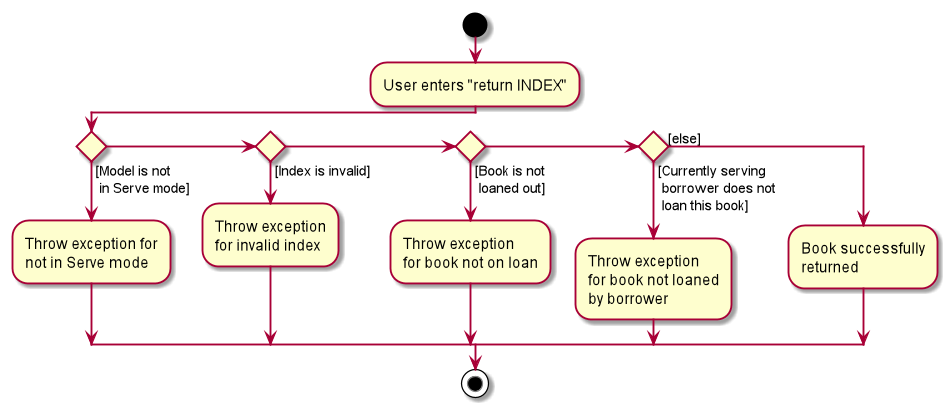 User enters "return INDEX"
[else]
[Model is not
in Serve mode]
[Index is invalid]
[Book is not
loaned out]
[Currently serving
borrower does not
loan this book]
Throw exception for
not in Serve mode
Throw exception
for invalid index
Throw exception
for book not on loan
Throw exception
for book not loaned
by borrower
Book successfully
returned